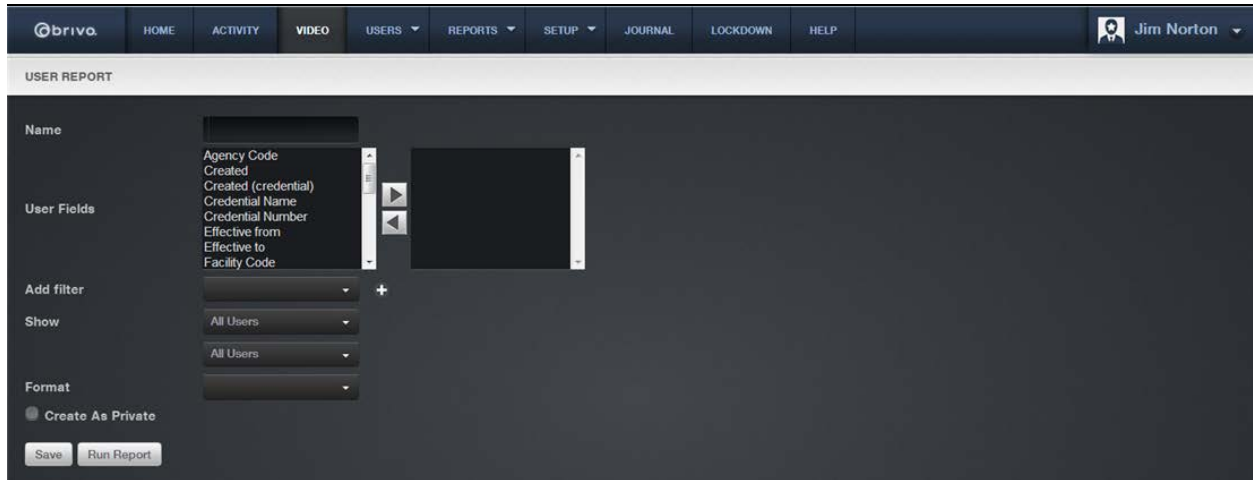 brivo.
HOME
ACTIVITY
VIDEO
USERS
REPORTS
SETUP
JOURNAL
LOCKDOWN
HELP
Jim Norton
USER REPORT
Name
User Fields
Agency Code
Created
Created (credential)
Credential Name
Credential Number
Effective from
Effective to
Facility Code
Add filter
Show
All Users
All Users
Format
Create As Private
Save
Run Report